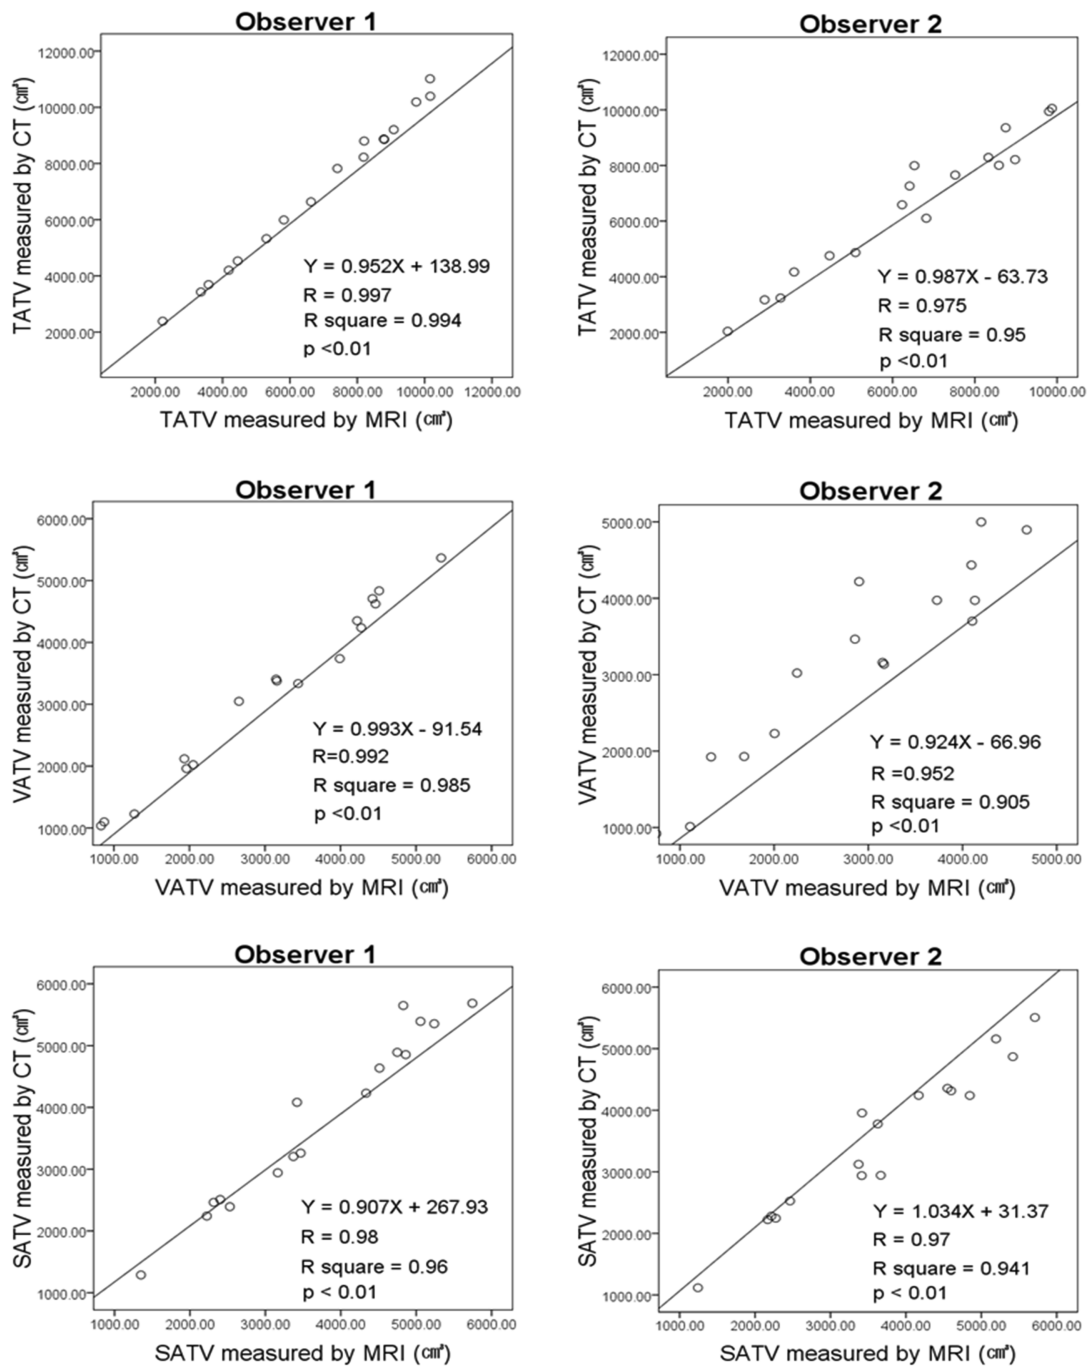 Observer 1
TATV measured by CT (㎤)
12000.00
10000.00
8000.00
6000.00
4000.00
2000.00
Y = 0.952X + 138.99
R = 0.997
R square = 0.994
p <0.01
2000.00 4000.00 6000.00 8000.00 10000.00 12000.00
TATV measured by MRI (㎤)
Observer 2
TATV measured by CT (㎤)
12000.00
10000.00
8000.00
6000.00
4000.00
2000.00
Y = 0.987X - 63.73
R = 0.975
R square = 0.95
p <0.01
2000.00 4000.00 6000.00 8000.00 10000.00
TATV measured by MRI (㎤)
Observer 1
VATV measured by CT (㎤)
6000.00
5000.00
4000.00
3000.00
2000.00
1000.00
Y = 0.993X - 91.54
R=0.992
R square = 0.985
p <0.01
1000.00 2000.00 3000.00 4000.00 5000.00 6000.00
VATV measured by MRI (㎤)
Observer 2
VATV measured by CT (㎤)
5000.00
4000.00
3000.00
2000.00
1000.00
Y = 0.924X - 66.96
R =0.952
R square = 0.905
p <0.01
1000.00 2000.00 3000.00 4000.00 5000.00
VATV measured by MRI (㎤)
Observer 1
SATV measured by CT (㎤)
6000.00
5000.00
4000.00
3000.00
2000.00
1000.00
Y = 0.907X + 267.93
R = 0.98
R square = 0.96
p < 0.01
1000.00 2000.00 3000.00 4000.00 5000.00 6000.00
SATV measured by MRI (㎤)
Observer 2
SATV measured by CT (㎤)
6000.00
5000.00
4000.00
3000.00
2000.00
1000.00
Y = 1.034X + 31.37
R = 0.97
R square = 0.941
p < 0.01
1000.00 2000.00 3000.00 4000.00 5000.00 6000.00
SATV measured by MRI (㎤)